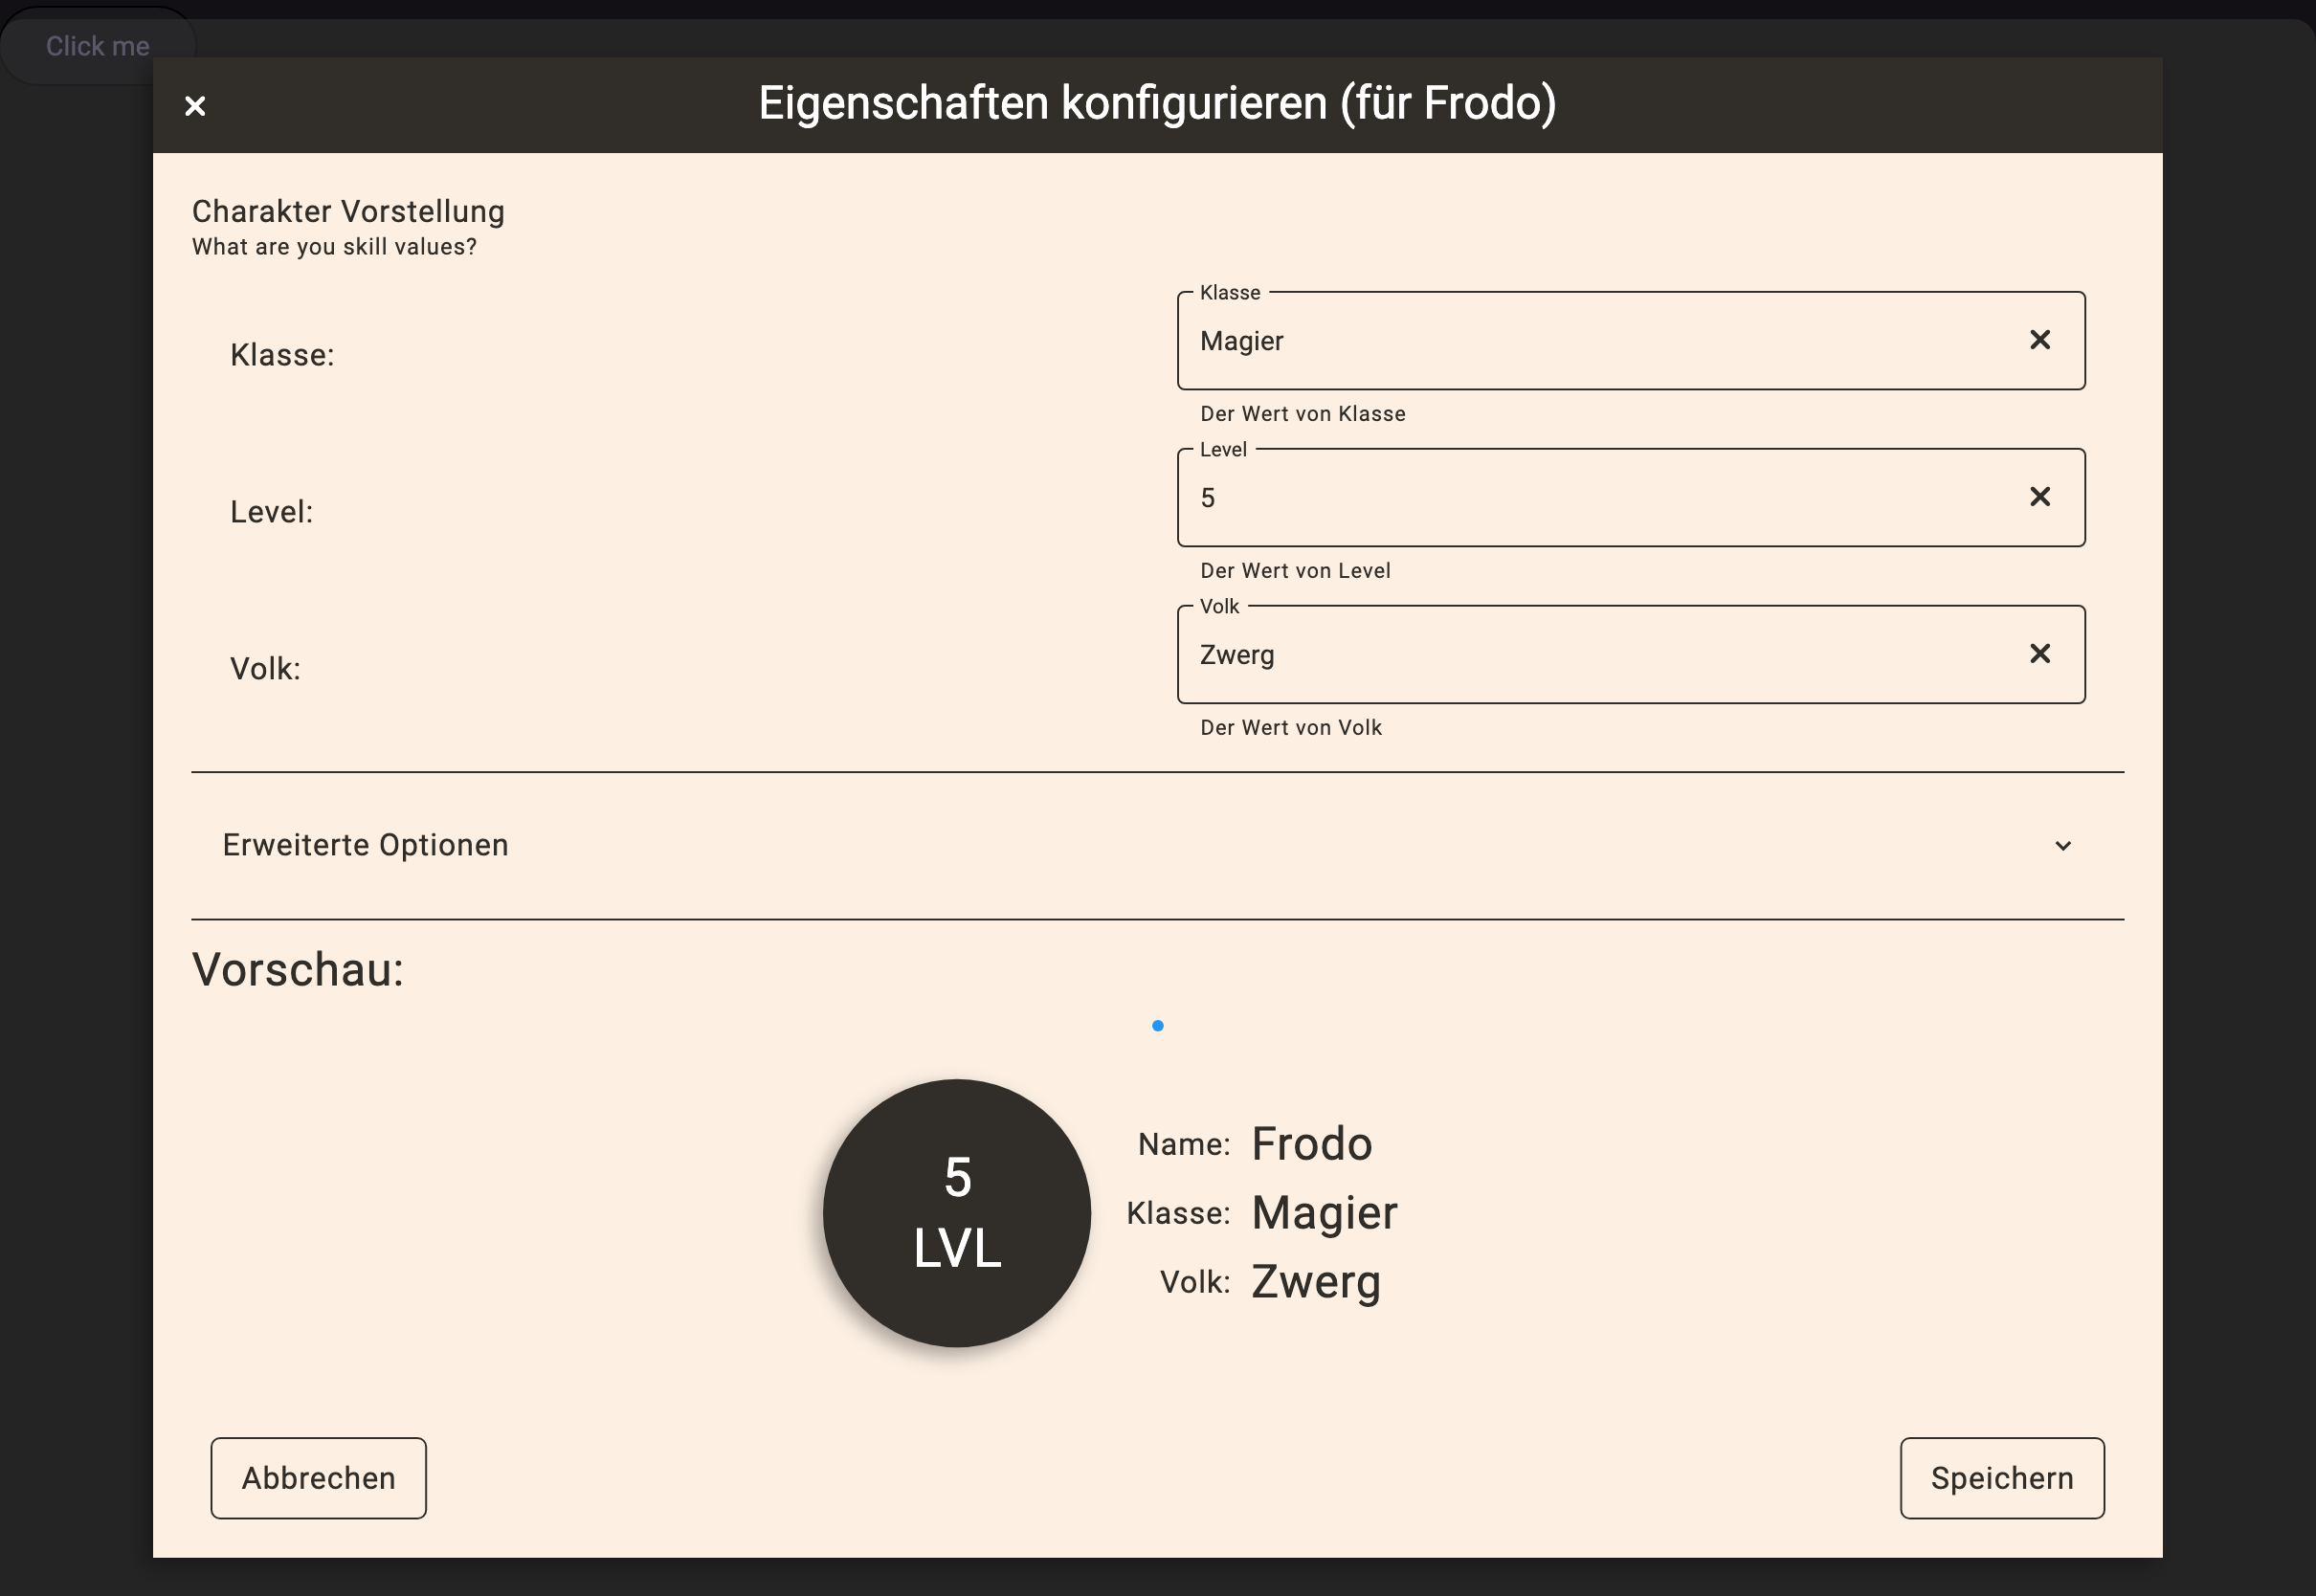 Click me
Eigenschaften konfigurieren (für Frodo)
Charakter Vorstellung
What are you skill values?
Klasse:
Klasse
Magier
Der Wert von Klasse
Level:
Level
5
Der Wert von Level
Volk:
Volk
Zwerg
Der Wert von Volk
Erweiterte Optionen
Vorschau:
5
LVL
Name: Frodo
Klasse: Magier
Volk: Zwerg
Abbrechen
Speichern